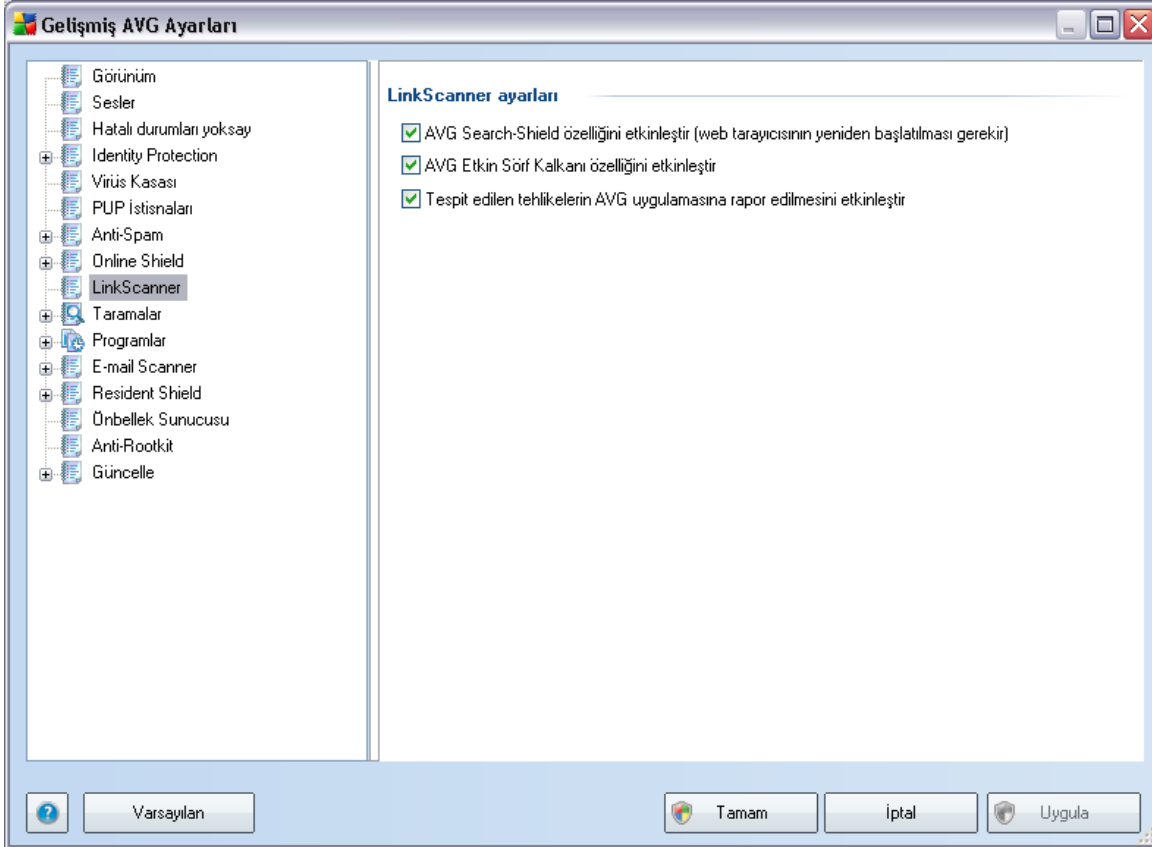 Gelişmiş AVG Ayarları
Görünüm
Sesler
Hatalı durumları yoksay
Identity Protection
Virüs Kasası
PUP İstisnaları
Anti-Spam
Online Shield
LinkScanner
Taramalar
Programlar
E-mail Scanner
Resident Shield
Önbellek Sunucusu
Anti-Rootkit
Güncelle
LinkScanner ayarları
AVG Search-Shield özelliğini etkinleştir (web tarayıcısının yeniden başlatılması gerekir)
AVG Etkin Sörf Kalkanı özelliğini etkinleştir
Tespit edilen tehlikelerin AVG uygulamasına rapor edilmesini etkinleştir
Varsayılan
Tamam
İptal
Uygula